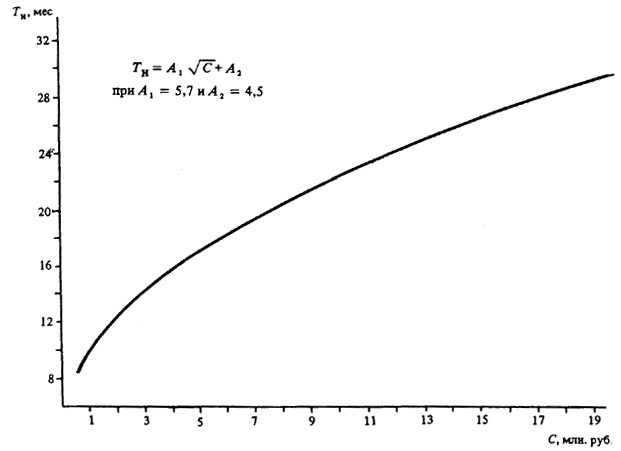 Tн, мес
32
Tн = A1 √C + A2
при A1 = 5,7 и A2 = 4,5
28
24
20
16
12
8
1 3 5 7 9 11 13 15 17 19
C, млн. руб.